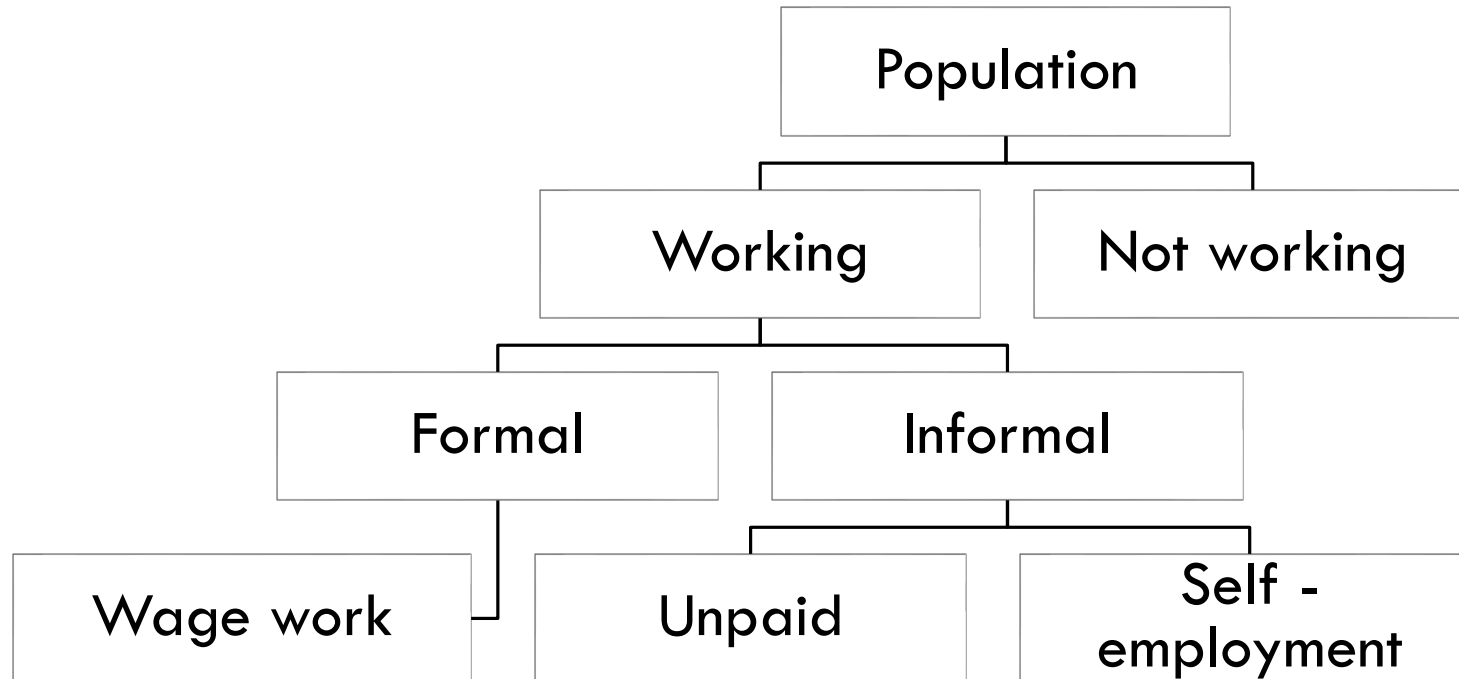 Population
Working
Not working
Formal
Informal
Wage work
Unpaid
Self -
employment